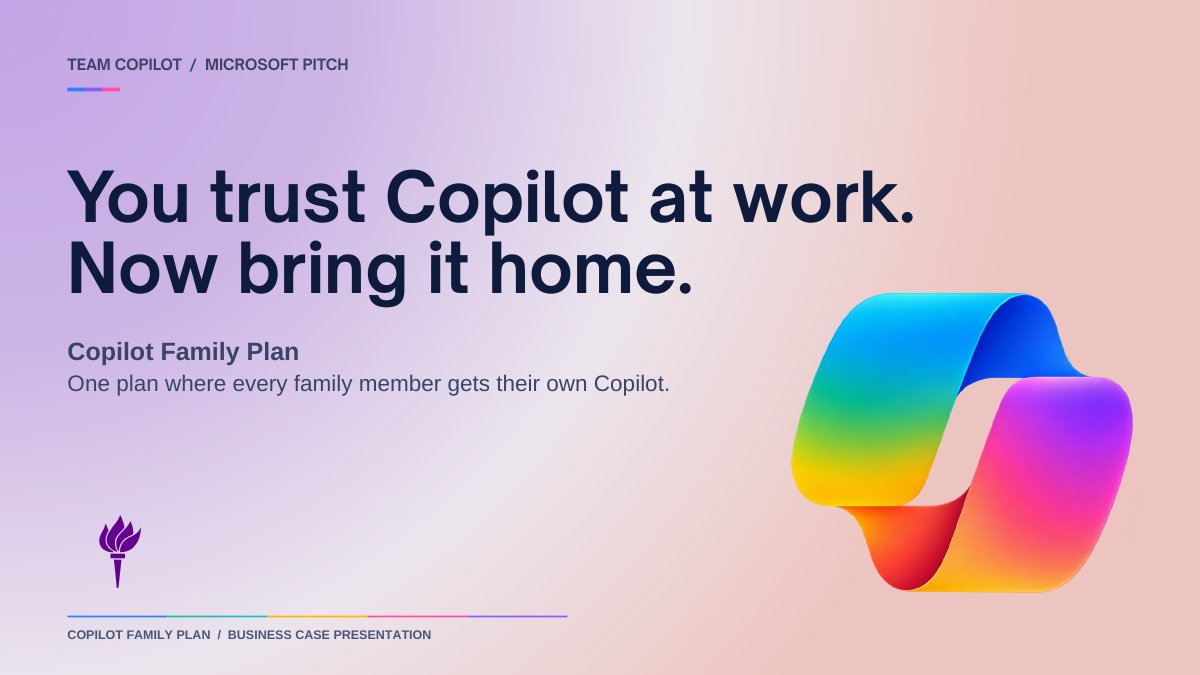 TEAM COPILOT / MICROSOFT PITCH
You trust Copilot at work.
Now bring it home.
Copilot Family Plan
One plan where every family member gets their own Copilot.
COPILOT FAMILY PLAN / BUSINESS CASE PRESENTATION